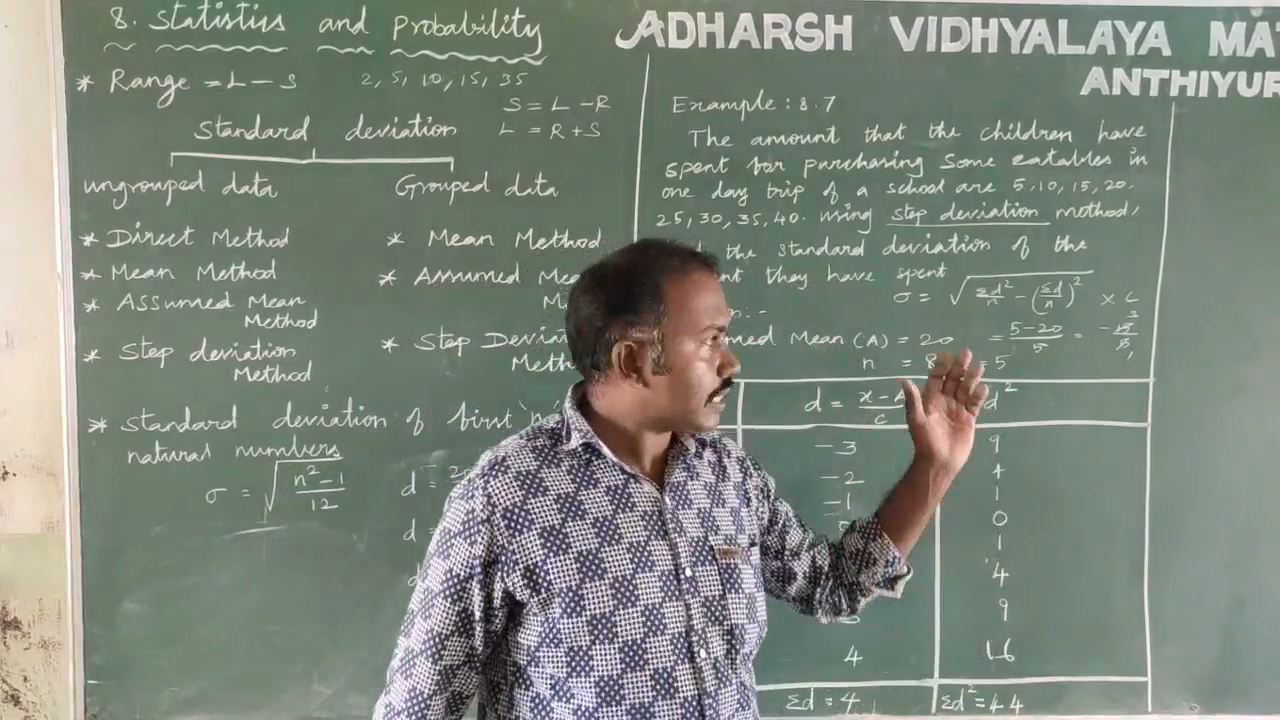 8. Statistics and Probability
* Range = L - S 2, 5, 10, 15, 35
S = L - R
L = R + S
Standard deviation
ungrouped data
* Direct Method
* Mean Method
* Assumed Mean
Method
* Step deviation
Method
Grouped data
* Mean Method
* Assumed Mea
* Step Devia
* Standard deviation of first 'n'
natural numbers
σ = √(n²-1)/12
d =
d =
ADHARSH VIDHYALAYA MA
ANTHIYUR
Example : 8.7
The amount that the children have
spent for purchasing some eatables in
one day trip of a school are 5, 10, 15, 20.
25, 30, 35, 40. using step deviation method,
the standard deviation of the
they have spent
σ = √Σd²/n - (Σd/n)² × C
Mean (A) = 20 = 5-20/5 = -15/5 3 1
n = 8 = 5
d = x - A/c d²
-3 9
-2 4
-1 1
0 0
1
4
9
4 16
Σd = 4 Σd² = 44